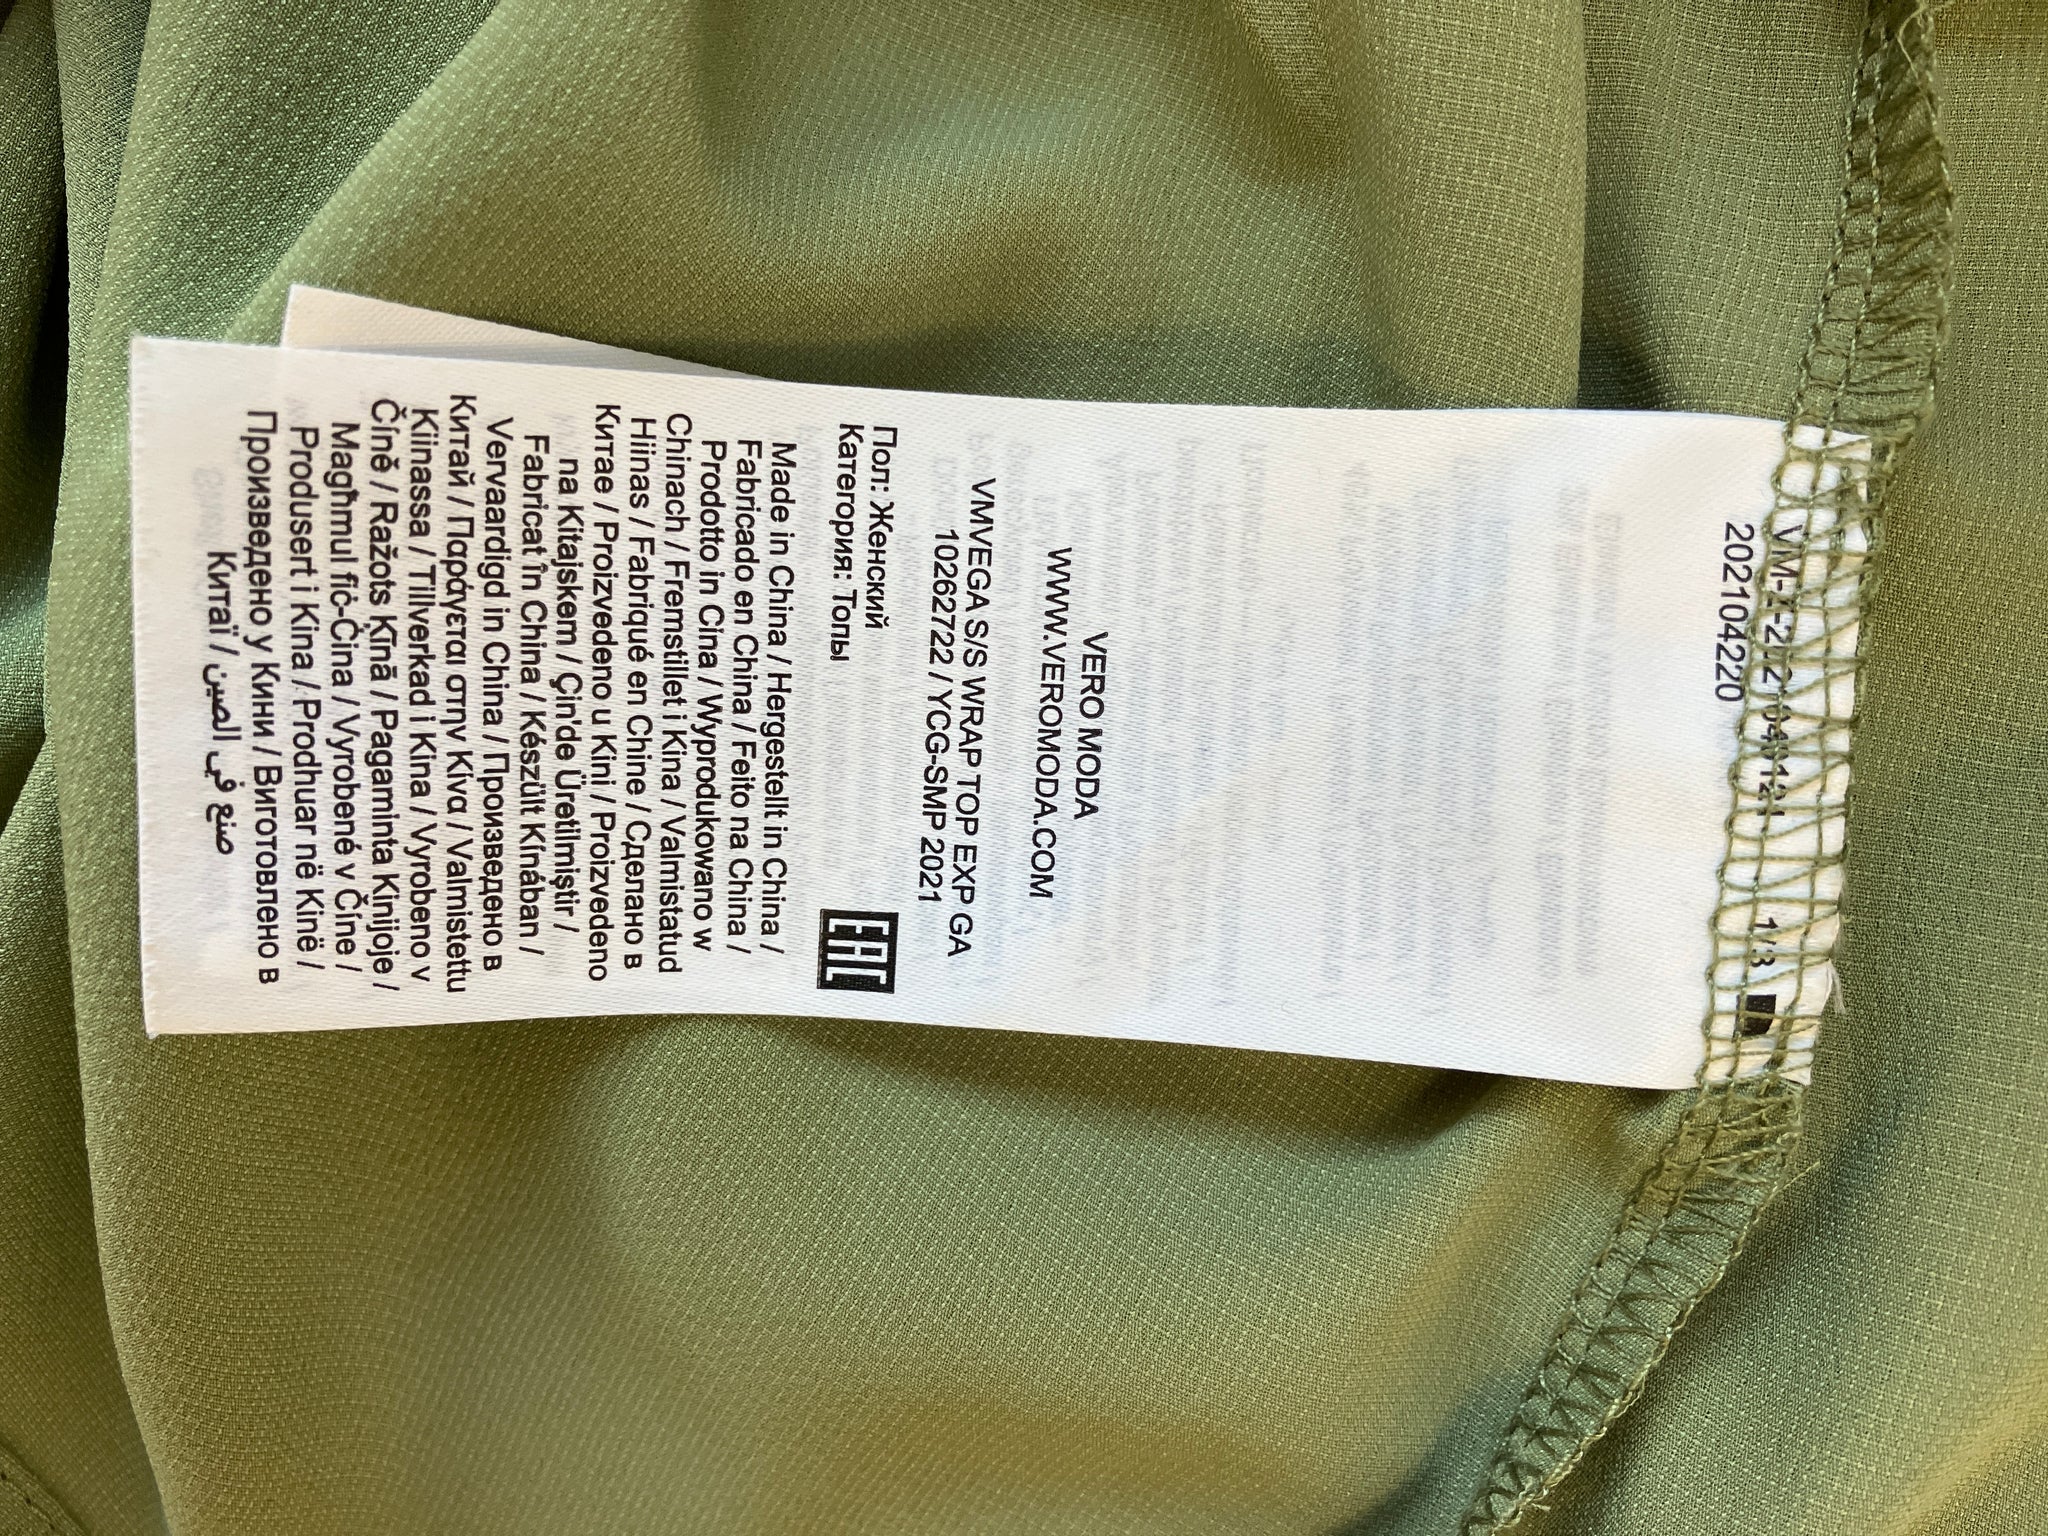 202104220
VERO MODA
WWW.VEROMODA.COM
VMVEGA S/S WRAP TOP EXP GA
10262722 / YCG-SMP 2021
Пол: Женский
Категория: Топы
EAC
Made in China / Hergestellt in China /
Fabricado en China / Feito na China /
Prodotto in Cina / Wyprodukowano w
Chinach / Fremstillet i Kina / Valmistatud
Hiinas / Fabriqué en Chine / Сделано в
Китае / Proizvedeno u Kini / Proizvedeno
na Kitajskem / Çin'de Üretilmiştir /
Fabricat în China / Készült Kínában /
Vervaardigd in China / Произведено в
Китай / Παράγεται στην Κίνα / Valmistettu
Kiinassa / Tillverkad i Kina / Vyrobeno v
Číně / Ražots Ķīnā / Pagaminta Kinijoje /
Magħmul fiċ-Ċina / Vyrobené v Číne /
Produsert i Kina / Prodhuar në Kinë /
Произведено у Кини / Виготовлено в
Китаї / صنع في الصين